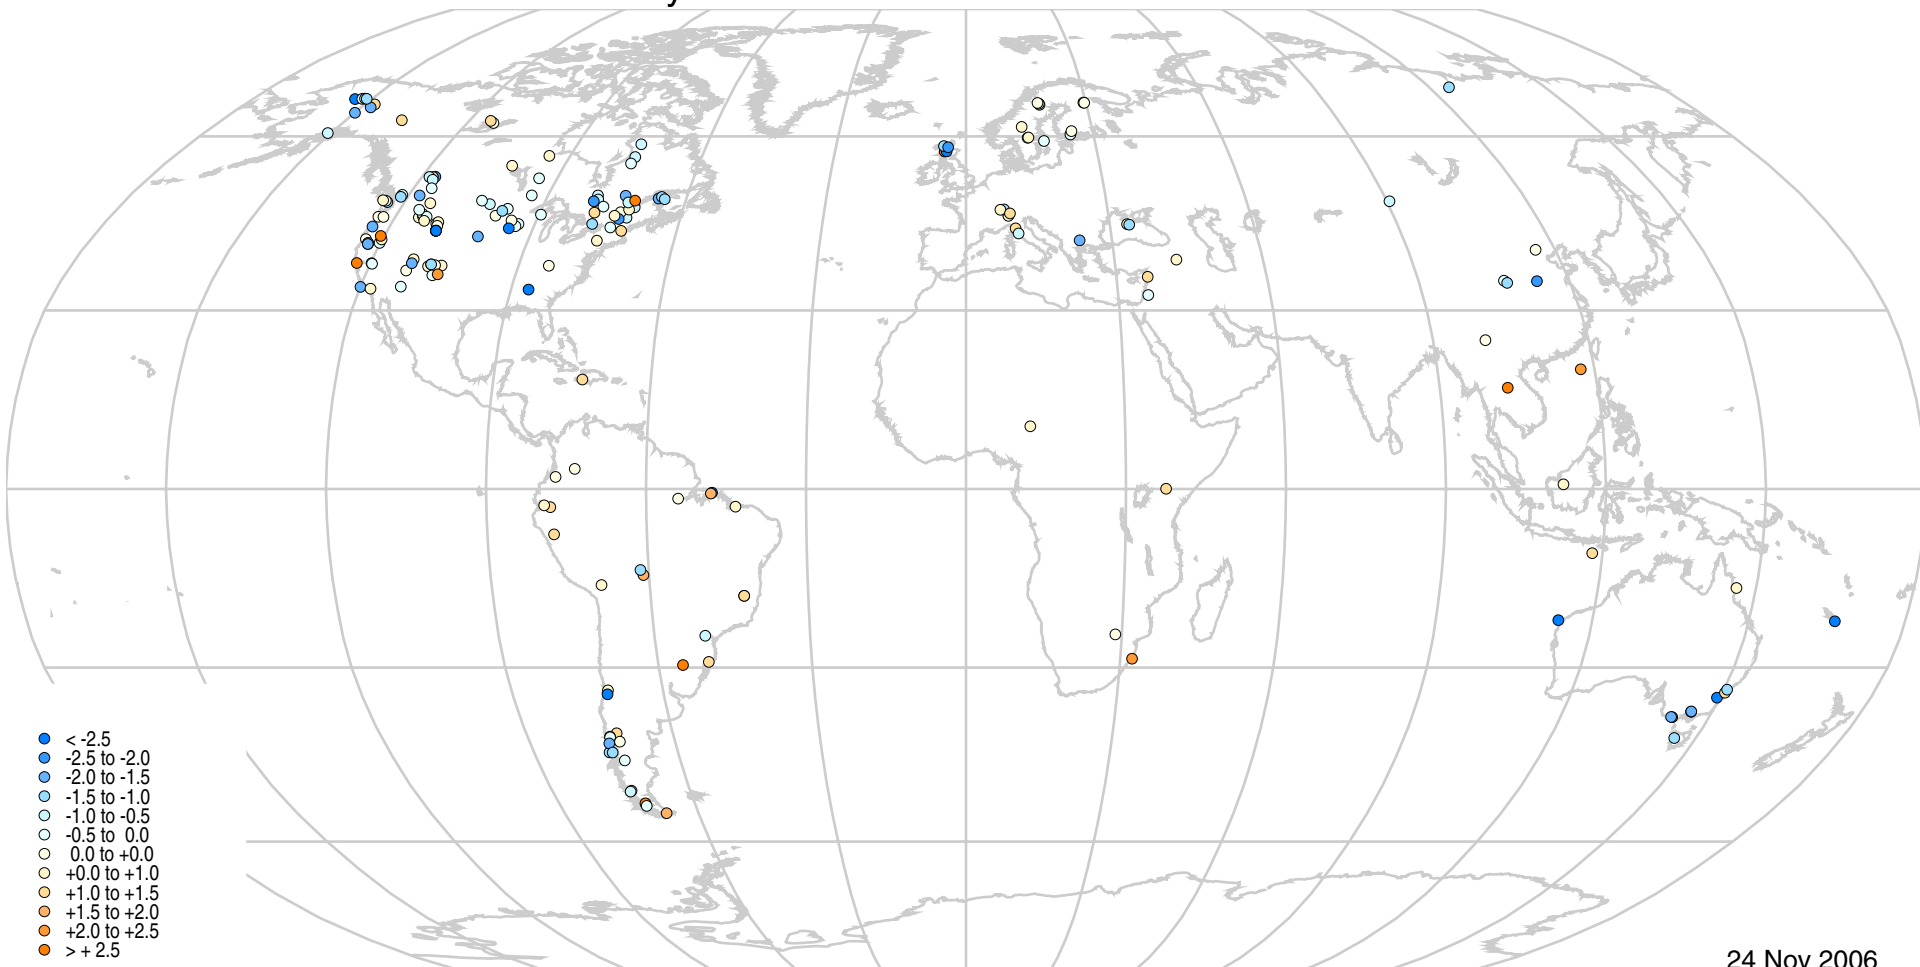 < -2.5
-2.5 to -2.0
-2.0 to -1.5
-1.5 to -1.0
-1.0 to -0.5
-0.5 to 0.0
0.0 to +0.0
+0.0 to +1.0
+1.0 to +1.5
+1.5 to +2.0
+2.0 to +2.5
> + 2.5
24 Nov 2006